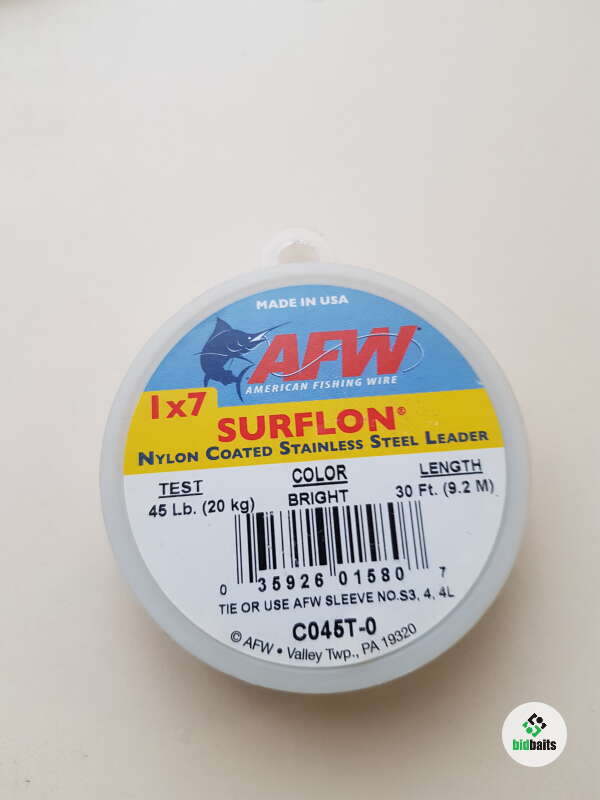 MADE IN USA
AFW
AMERICAN FISHING WIRE
1x7
SURFLON®
NYLON COATED STAINLESS STEEL LEADER
TEST COLOR LENGTH
45 Lb. (20 kg) BRIGHT 30 Ft. (9.2 M)
0 35926 01580 7
TIE OR USE AFW SLEEVE NO.S3, 4, 4L
C045T-0
© AFW • Valley Twp., PA 19320
bidbaits